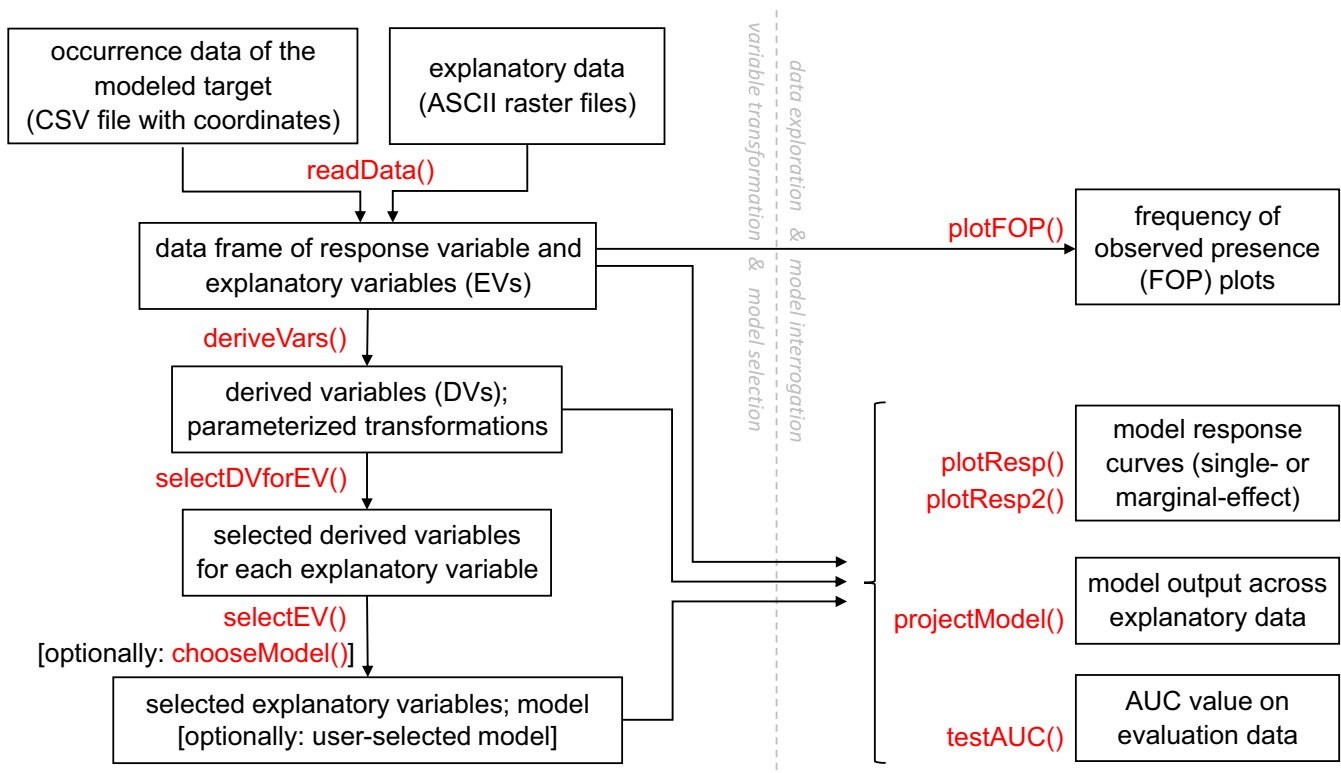 occurrence data of the
modeled target
(CSV file with coordinates)
explanatory data
(ASCII raster files)
readData()
data frame of response variable and
explanatory variables (EVs)
deriveVars()
derived variables (DVs);
parameterized transformations
selectDVforEV()
selected derived variables
for each explanatory variable
selectEV()
[optionally: chooseModel()]
selected explanatory variables; model
[optionally: user-selected model]
variable transformation & model selection
data exploration & model interrogation
plotFOP()
frequency of
observed presence
(FOP) plots
plotResp()
plotResp2()
model response
curves (single- or
marginal-effect)
projectModel()
model output across
explanatory data
testAUC()
AUC value on
evaluation data